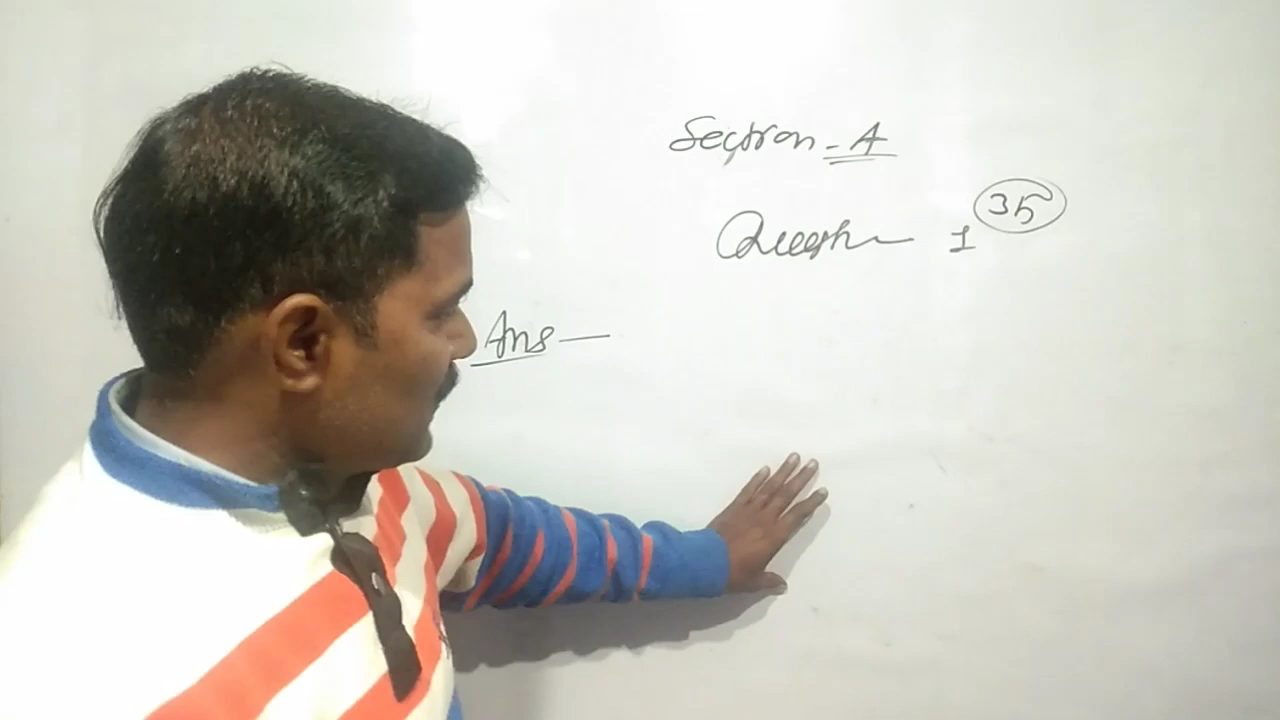 Section - A
Question 1 35
Ans —